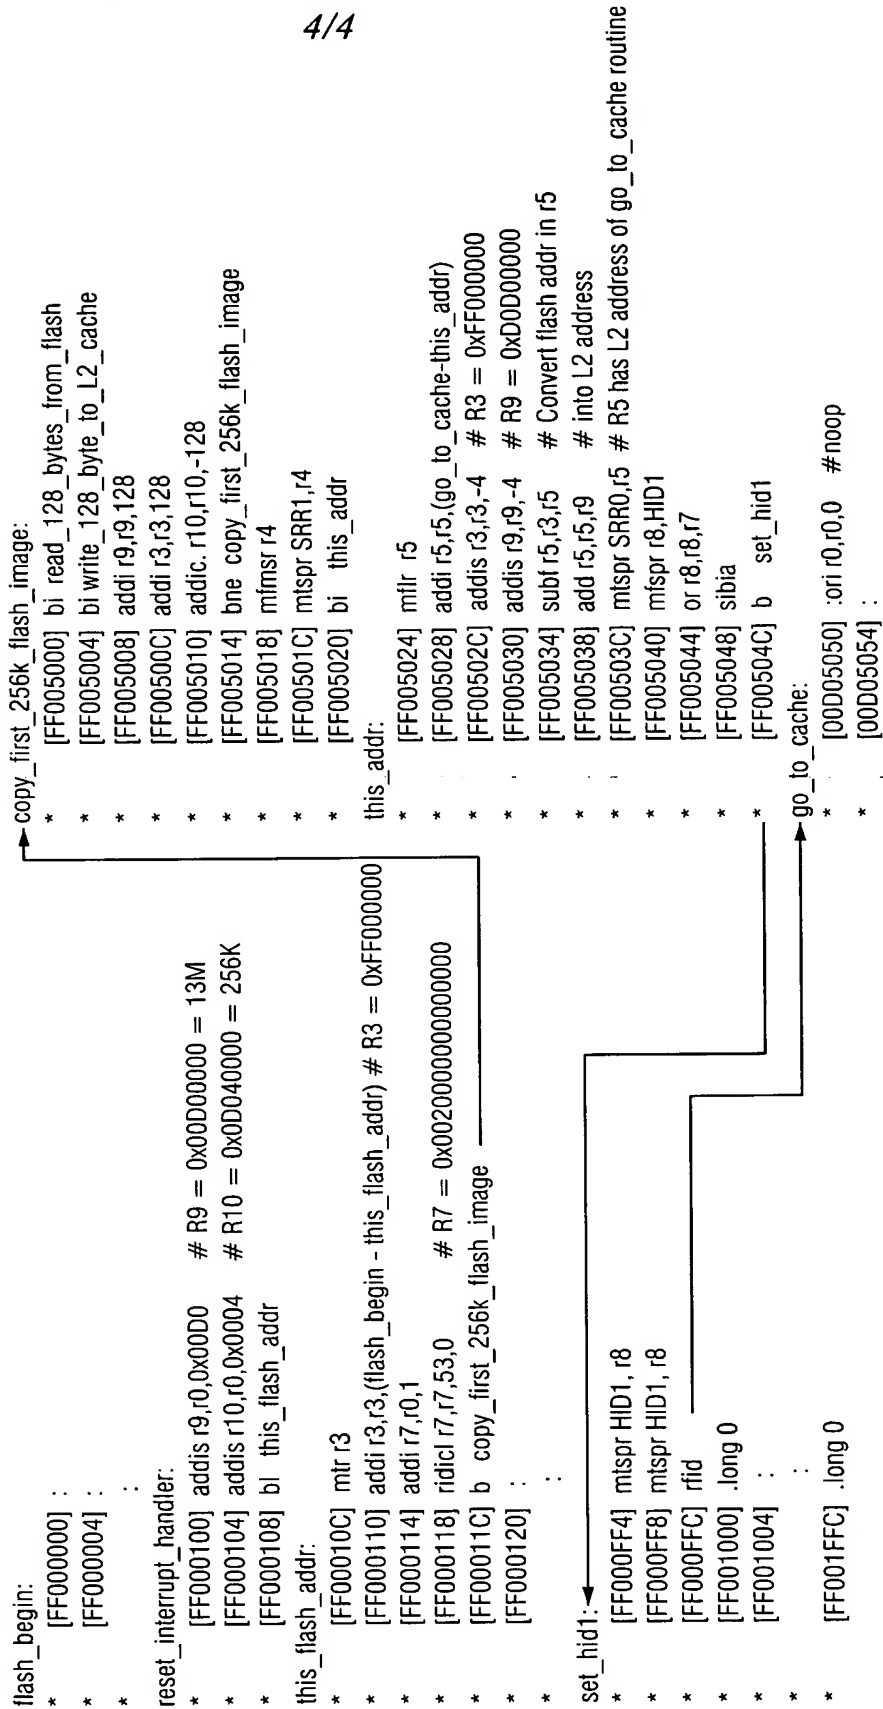 4/4
flash_begin:
* [FF000000] :
* [FF000004] :
* :
reset_interrupt_handler:
* [FF000100] addis r9,r0,0x00D0 # R9 = 0x00D00000 = 13M
* [FF000104] addis r10,r0,0x0004 # R10 = 0x0D040000 = 256K
* [FF000108] bl this_flash_addr
this_flash_addr:
* [FF00010C] mtr r3
* [FF000110] addi r3,r3,(flash_begin - this_flash_addr) # R3 = 0xFF000000
* [FF000114] addi r7,r0,1
* [FF000118] ridicl r7,r7,53,0 # R7 = 0x0020000000000000
* [FF00011C] b copy_first_256k_flash_image
* [FF000120] :
* :
set_hid1:
* [FF000FF4] mtspr HID1, r8
* [FF000FF8] mtspr HID1, r8
* [FF000FFC] rfid
* [FF001000] .long 0
* [FF001004] :
* :
* [FF001FFC] .long 0
copy_first_256k_flash_image:
* [FF005000] bi read_128_bytes_from_flash
* [FF005004] bi write_128_byte_to_L2_cache
* [FF005008] addi r9,r9,128
* [FF00500C] addi r3,r3,128
* [FF005010] addic. r10,r10,-128
* [FF005014] bne copy_first_256k_flash_image
* [FF005018] mfmsr r4
* [FF00501C] mtspr SRR1,r4
* [FF005020] bi this_addr
this_addr:
* [FF005024] mflr r5
* [FF005028] addi r5,r5,(go_to_cache-this_addr)
* [FF00502C] addis r3,r3,-4 # R3 = 0xFF000000
* [FF005030] addis r9,r9,-4 # R9 = 0xD0D00000
* [FF005034] subf r5,r3,r5 # Convert flash addr in r5
* [FF005038] add r5,r5,r9 # into L2 address
* [FF00503C] mtspr SRR0,r5 # R5 has L2 address of go_to_cache routine
* [FF005040] mfspr r8,HID1
* [FF005044] or r8,r8,r7
* [FF005048] sibia
* [FF00504C] b set_hid1
go_to_cache:
* [00D05050] :ori r0,r0,0 #noop
* [00D05054] :